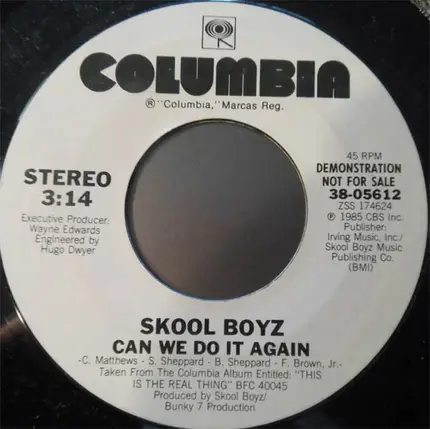 COLUMBIA
®"Columbia," Marcas Reg.
STEREO
3:14
Executive Producer:
Wayne Edwards
Engineered by
Hugo Dwyer
45 RPM
DEMONSTRATION
NOT FOR SALE
38-05612
ZSS 174624
℗ 1985 CBS Inc.
Publisher:
Irving Music, Inc./
Skool Boyz Music
Publishing Co.
(BMI)
SKOOL BOYZ
CAN WE DO IT AGAIN
-C. Matthews- S. Sheppard- B. Sheppard- F. Brown, Jr.-
Taken From The Columbia Album Entitled: "THIS
IS THE REAL THING" BFC 40045
Produced by Skool Boyz/
Bunky 7 Production